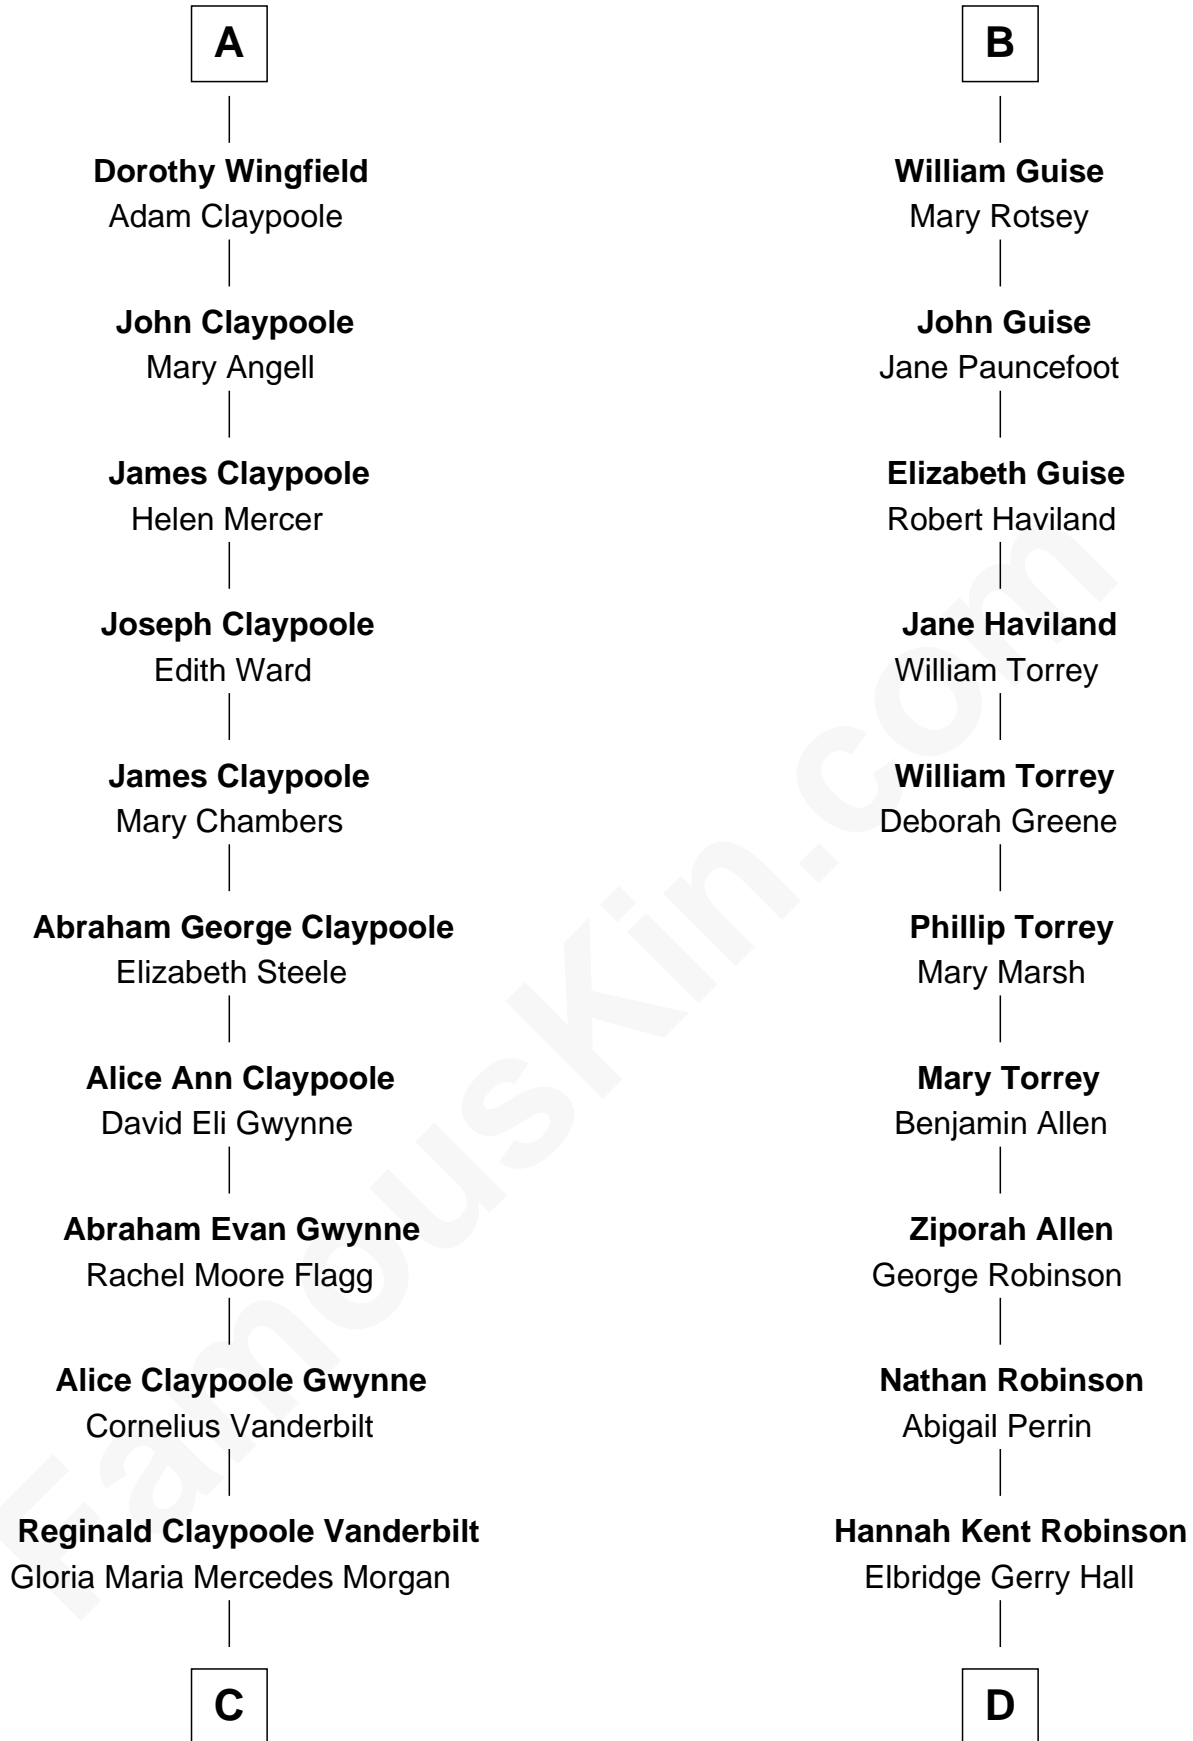 A
Dorothy Wingfield
Adam Claypoole
John Claypoole
Mary Angell
James Claypoole
Helen Mercer
Joseph Claypoole
Edith Ward
James Claypoole
Mary Chambers
Abraham George Claypoole
Elizabeth Steele
Alice Ann Claypoole
David Eli Gwynne
Abraham Evan Gwynne
Rachel Moore Flagg
Alice Claypoole Gwynne
Cornelius Vanderbilt
Reginald Claypoole Vanderbilt
Gloria Maria Mercedes Morgan
C
B
William Guise
Mary Rotsey
John Guise
Jane Pauncefoot
Elizabeth Guise
Robert Haviland
Jane Haviland
William Torrey
William Torrey
Deborah Greene
Phillip Torrey
Mary Marsh
Mary Torrey
Benjamin Allen
Ziporah Allen
George Robinson
Nathan Robinson
Abigail Perrin
Hannah Kent Robinson
Elbridge Gerry Hall
D
FamousKin.com